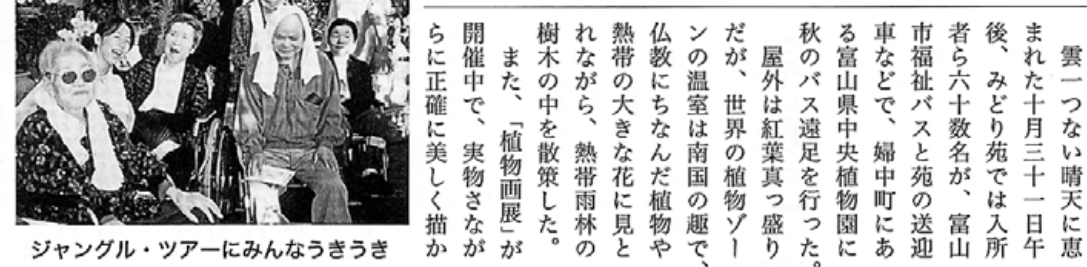 雲一つない晴天に恵
まれた十月三十一日午
後、みどり苑では入所
者ら六十数名が、富山
市福祉バスと苑の送迎
車などで、婦中町にあ
る富山県中央植物園に
秋のバス遠足を行った。
屋外は紅葉真っ盛り
だが、世界の植物ゾー
ンの温室は南国の趣で、
仏教にちなんだ植物や
熱帯の大きな花に見と
れながら、熱帯雨林の
樹木の中を散策した。
また、「植物画展」が
開催中で、実物さなが
らに正確に美しく描か
ジャングル・ツアーにみんなうきうき